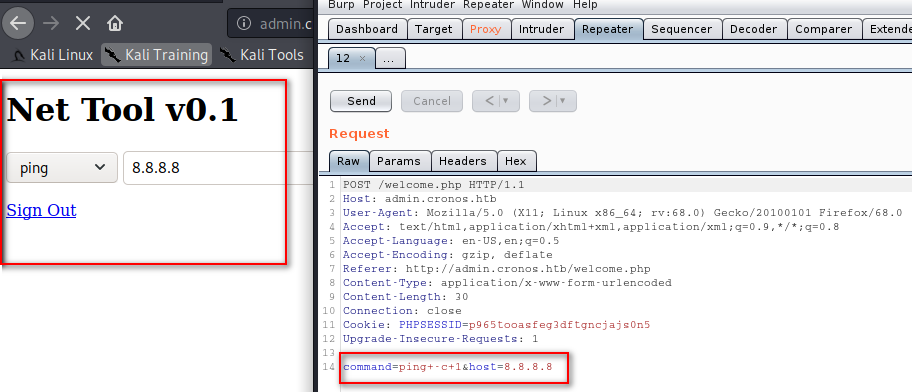 admin.c
Kali Linux Kali Training Kali Tools
Net Tool v0.1
ping 8.8.8.8
Sign Out
Burp Project Intruder Repeater Window Help
Dashboard Target Proxy Intruder Repeater Sequencer Decoder Comparer Extende
12 × ...
Send Cancel < | ▾ > | ▾
Request
Raw Params Headers Hex
1 POST /welcome.php HTTP/1.1
2 Host: admin.cronos.htb
3 User-Agent: Mozilla/5.0 (X11; Linux x86_64; rv:68.0) Gecko/20100101 Firefox/68.0
4 Accept: text/html,application/xhtml+xml,application/xml;q=0.9,*/*;q=0.8
5 Accept-Language: en-US,en;q=0.5
6 Accept-Encoding: gzip, deflate
7 Referer: http://admin.cronos.htb/welcome.php
8 Content-Type: application/x-www-form-urlencoded
9 Content-Length: 30
10 Connection: close
11 Cookie: PHPSESSID=p965tooasfeg3dftgncjajs0n5
12 Upgrade-Insecure-Requests: 1
13
14 command=ping+-c+1&host=8.8.8.8